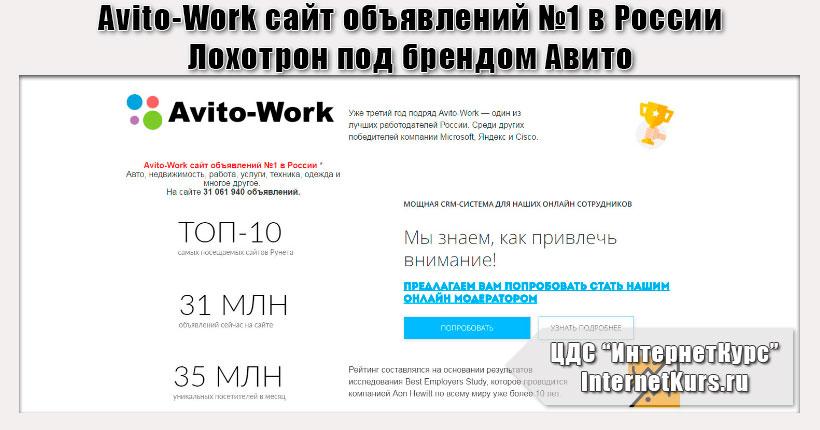 Avito-Work сайт объявлений №1 в России
Лохотрон под брендом Авито
Avito-Work
Уже третий год подряд Avito-Work — один из
лучших работодателей России. Среди других
победителей компании Microsoft, Яндекс и Cisco.
Avito-Work сайт объявлений №1 в России *
Авто, недвижимость, работа, услуги, техника, одежда и
многое другое.
На сайте 31 061 940 объявлений.
ТОП-10
самых посещаемых сайтов Рунета
31 МЛН
объявлений сейчас на сайте
35 МЛН
уникальных посетителей в месяц
МОЩНАЯ CRM-СИСТЕМА ДЛЯ НАШИХ ОНЛАЙН СОТРУДНИКОВ
Мы знаем, как привлечь
внимание!
ПРЕДЛАГАЕМ ВАМ ПОПРОБОВАТЬ СТАТЬ НАШИМ
ОНЛАЙН МОДЕРАТОРОМ
ПОПРОБОВАТЬ
УЗНАТЬ ПОДРОБНЕЕ
Рейтинг составлялся на основании результатов
исследования Best Employers Study, которое проводится
компанией Aon Hewitt по всему миру уже более 10 лет.
ЦДС “ИнтернетКурс”
InternetKurs.ru